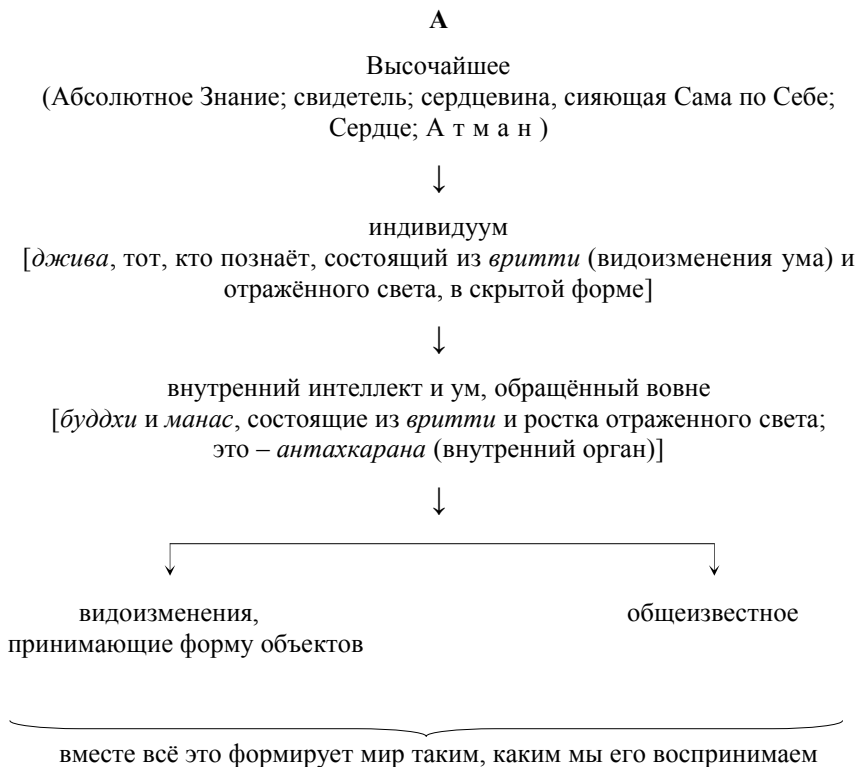 А
Высочайшее
(Абсолютное Знание; свидетель; сердцевина, сияющая Сама по Себе;
Сердце; А т м а н )
индивидуум
[джива, тот, кто познаёт, состоящий из вритти (видоизменения ума) и
отражённого света, в скрытой форме]
внутренний интеллект и ум, обращённый вовне
[буддхи и манас, состоящие из вритти и ростка отраженного света;
это – антахкарана (внутренний орган)]
видоизменения,
принимающие форму объектов
общеизвестное
вместе всё это формирует мир таким, каким мы его воспринимаем